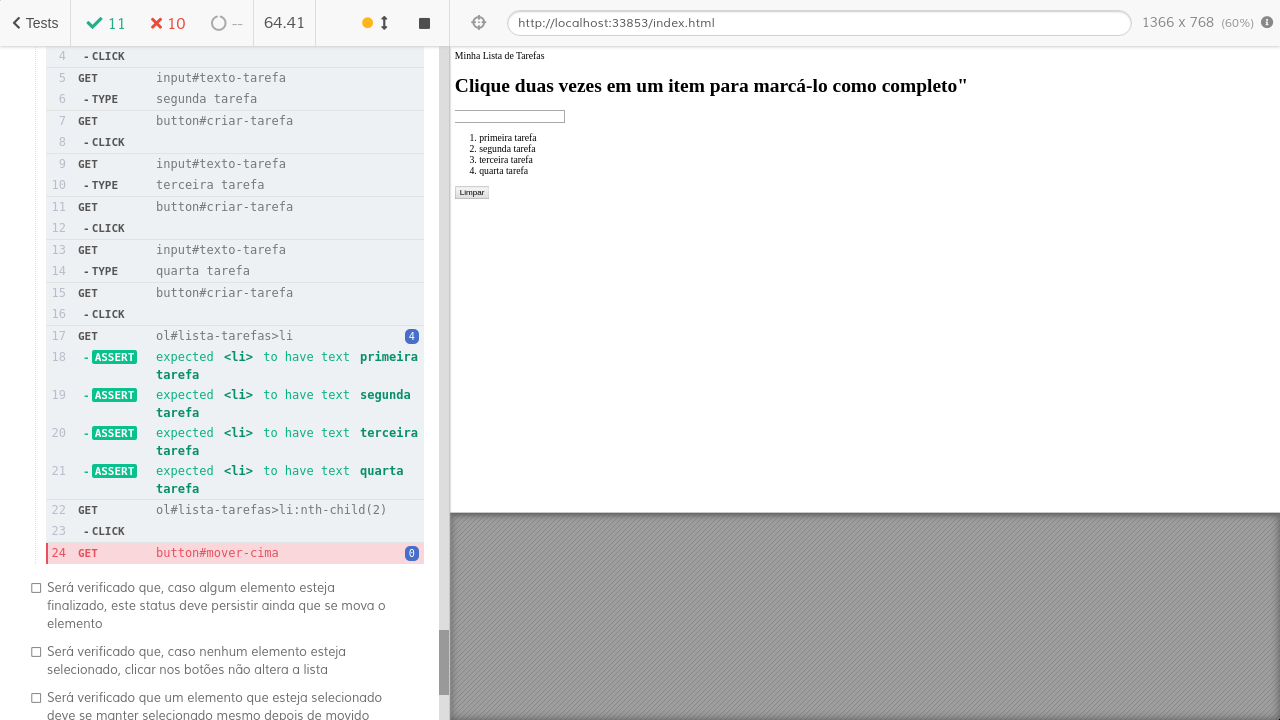 Tests 11 10 -- 64.41
http://localhost:33853/index.html 1366 x 768 (60%)
4 - CLICK
5 GET input#texto-tarefa
6 - TYPE segunda tarefa
7 GET button#criar-tarefa
8 - CLICK
9 GET input#texto-tarefa
10 - TYPE terceira tarefa
11 GET button#criar-tarefa
12 - CLICK
13 GET input#texto-tarefa
14 - TYPE quarta tarefa
15 GET button#criar-tarefa
16 - CLICK
17 GET ol#lista-tarefas>li 4
18 - ASSERT expected <li> to have text primeira
tarefa
19 - ASSERT expected <li> to have text segunda
tarefa
20 - ASSERT expected <li> to have text terceira
tarefa
21 - ASSERT expected <li> to have text quarta
tarefa
22 GET ol#lista-tarefas>li:nth-child(2)
23 - CLICK
24 GET button#mover-cima 0
Será verificado que, caso algum elemento esteja
finalizado, este status deve persistir ainda que se mova o
elemento
Será verificado que, caso nenhum elemento esteja
selecionado, clicar nos botões não altera a lista
Será verificado que um elemento que esteja selecionado
deve se manter selecionado mesmo depois de movido
Minha Lista de Tarefas
Clique duas vezes em um item para marcá-lo como completo"
1. primeira tarefa
2. segunda tarefa
3. terceira tarefa
4. quarta tarefa
Limpar